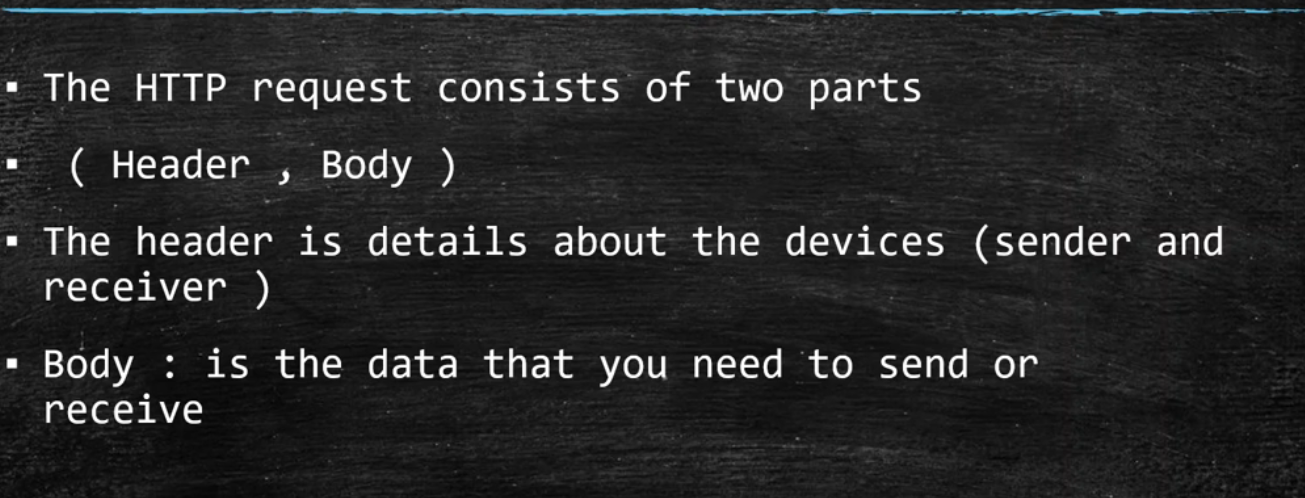 ▪ The HTTP request consists of two parts
▪ ( Header , Body )
▪ The header is details about the devices (sender and
receiver )
▪ Body : is the data that you need to send or
receive